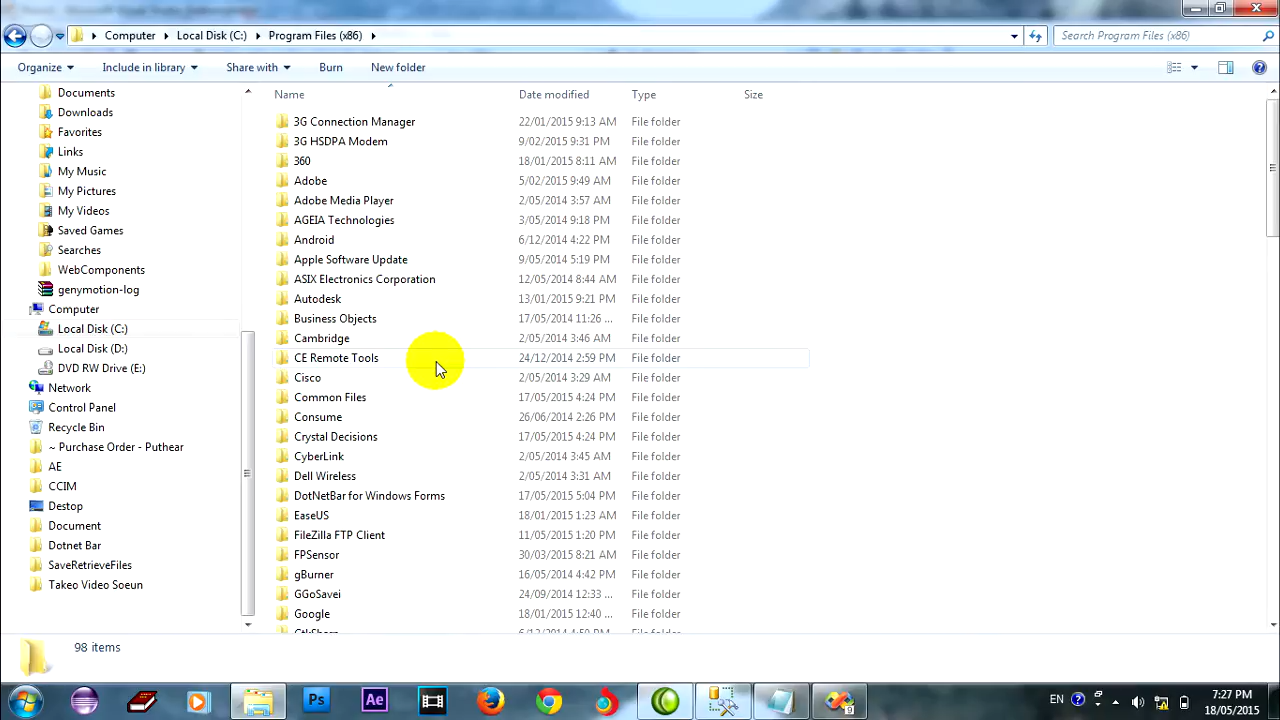 Computer Local Disk (C:) Program Files (x86) Search Program Files (x86)
Organize Include in library Share with Burn New folder
Name Date modified Type Size
Documents
Downloads
Favorites
Links
My Music
My Pictures
My Videos
Saved Games
Searches
WebComponents
genymotion-log
Computer
Local Disk (C:)
Local Disk (D:)
DVD RW Drive (E:)
Network
Control Panel
Recycle Bin
~ Purchase Order - Puthear
AE
CCIM
Destop
Document
Dotnet Bar
SaveRetrieveFiles
Takeo Video Soeun
3G Connection Manager 22/01/2015 9:13 AM File folder
3G HSDPA Modem 9/02/2015 9:31 PM File folder
360 18/01/2015 8:11 AM File folder
Adobe 5/02/2015 9:49 AM File folder
Adobe Media Player 2/05/2014 3:57 AM File folder
AGEIA Technologies 3/05/2014 9:18 PM File folder
Android 6/12/2014 4:22 PM File folder
Apple Software Update 9/05/2014 5:19 PM File folder
ASIX Electronics Corporation 12/05/2014 8:44 AM File folder
Autodesk 13/01/2015 9:21 PM File folder
Business Objects 17/05/2014 11:26 ... File folder
Cambridge 2/05/2014 3:46 AM File folder
CE Remote Tools 24/12/2014 2:59 PM File folder
Cisco 2/05/2014 3:29 AM File folder
Common Files 17/05/2015 4:24 PM File folder
Consume 26/06/2014 2:26 PM File folder
Crystal Decisions 17/05/2015 4:24 PM File folder
CyberLink 2/05/2014 3:45 AM File folder
Dell Wireless 2/05/2014 3:31 AM File folder
DotNetBar for Windows Forms 17/05/2015 5:04 PM File folder
EaseUS 18/01/2015 1:23 AM File folder
FileZilla FTP Client 11/05/2015 1:20 PM File folder
FPSensor 30/03/2015 8:21 AM File folder
gBurner 16/05/2014 4:42 PM File folder
GGoSavei 24/09/2014 12:33 ... File folder
Google 18/01/2015 12:40 ... File folder
GtkSharp 6/12/2014 4:50 PM File folder
98 items
Ps Ae 9 EN 7:27 PM
18/05/2015